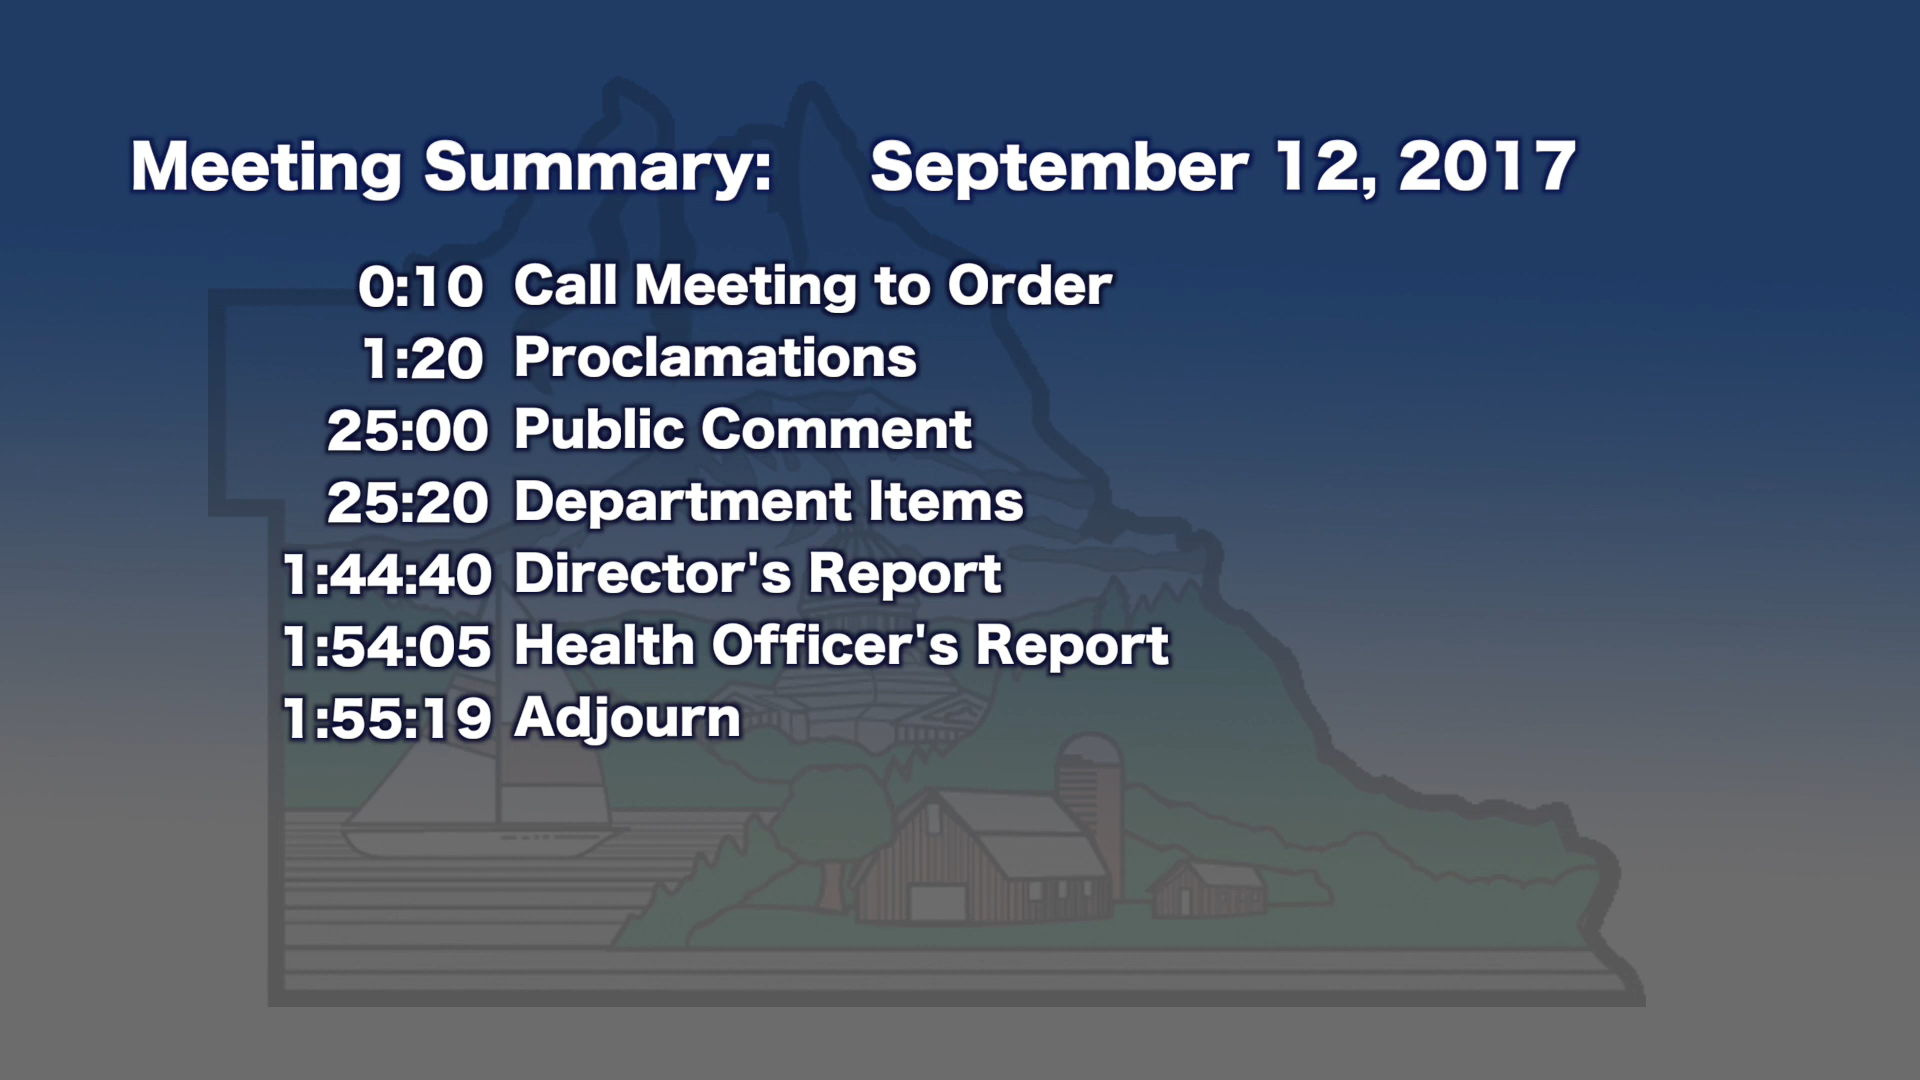 Meeting Summary: September 12, 2017
0:10 Call Meeting to Order
1:20 Proclamations
25:00 Public Comment
25:20 Department Items
1:44:40 Director's Report
1:54:05 Health Officer's Report
1:55:19 Adjourn